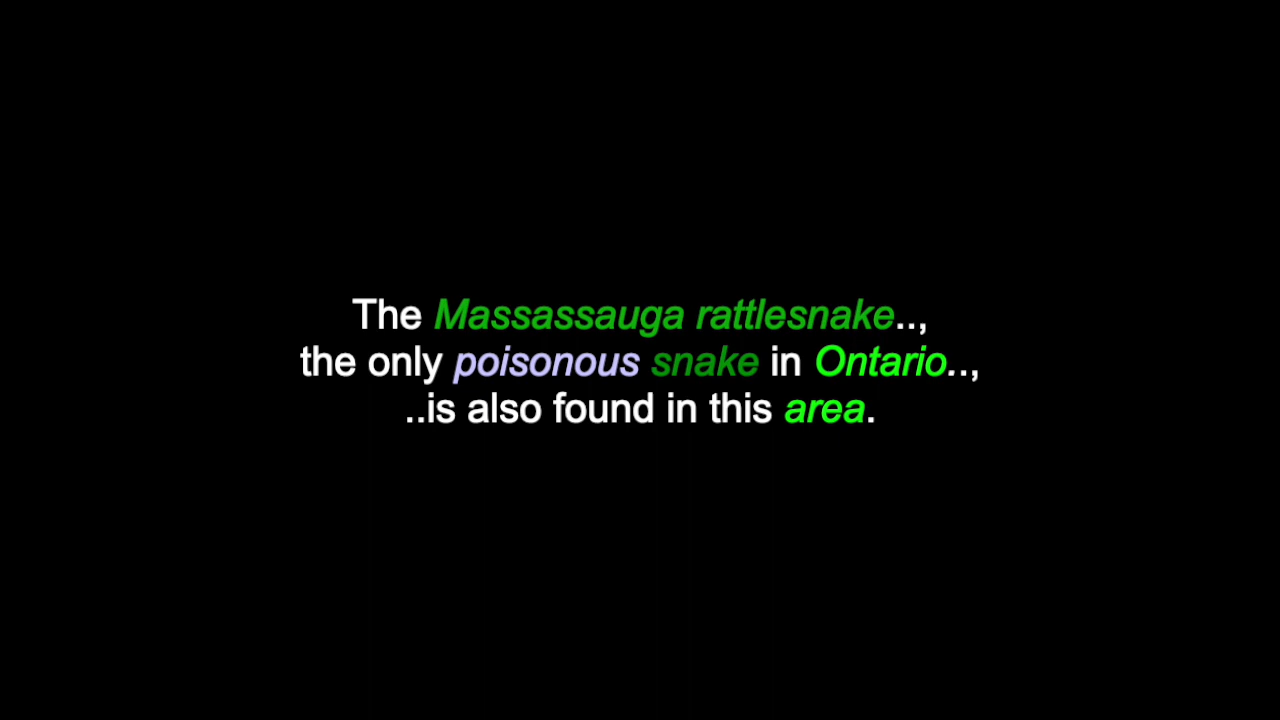 The Massassauga rattlesnake..,
the only poisonous snake in Ontario..,
..is also found in this area.